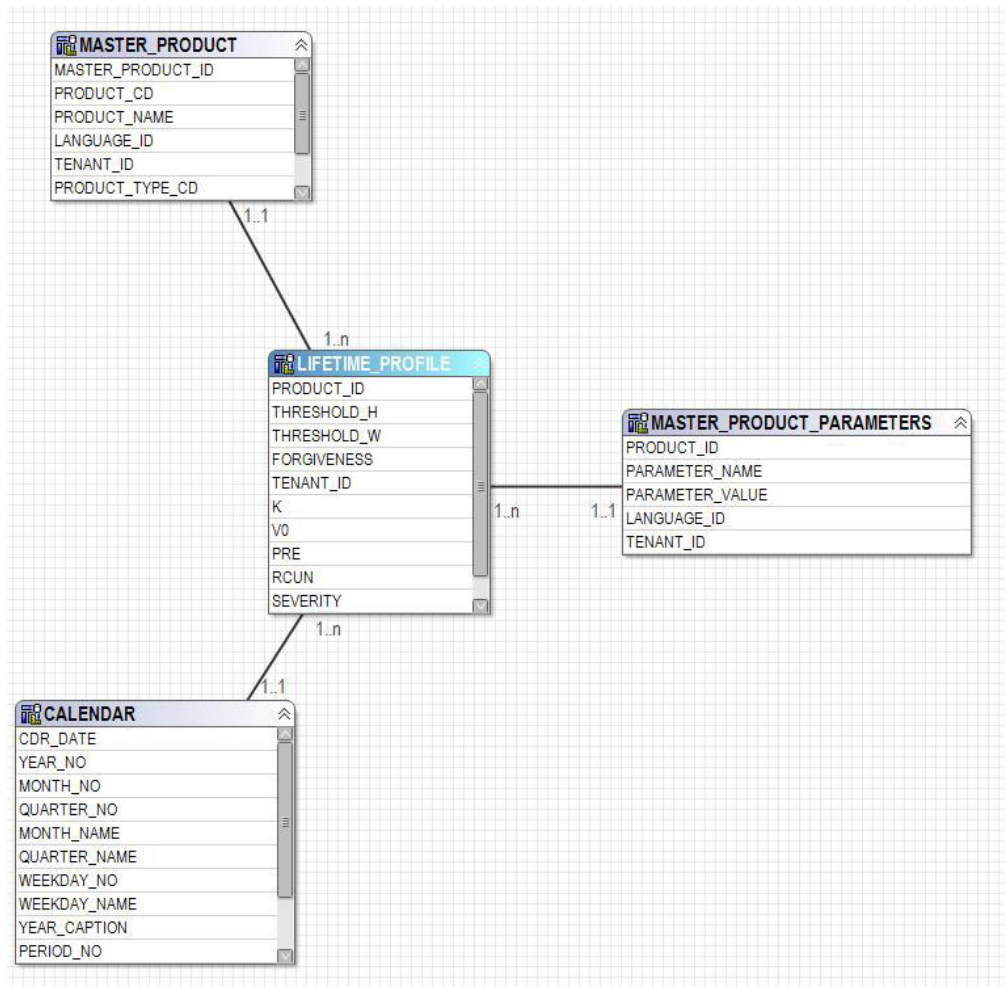 MASTER_PRODUCT
MASTER_PRODUCT_ID
PRODUCT_CD
PRODUCT_NAME
LANGUAGE_ID
TENANT_ID
PRODUCT_TYPE_CD
1..1
1..n
LIFETIME_PROFILE
PRODUCT_ID
THRESHOLD_H
THRESHOLD_W
FORGIVENESS
TENANT_ID
K
V0
PRE
RCUN
SEVERITY
1..n
1..1
MASTER_PRODUCT_PARAMETERS
PRODUCT_ID
PARAMETER_NAME
PARAMETER_VALUE
LANGUAGE_ID
TENANT_ID
1..n
1..1
CALENDAR
CDR_DATE
YEAR_NO
MONTH_NO
QUARTER_NO
MONTH_NAME
QUARTER_NAME
WEEKDAY_NO
WEEKDAY_NAME
YEAR_CAPTION
PERIOD_NO